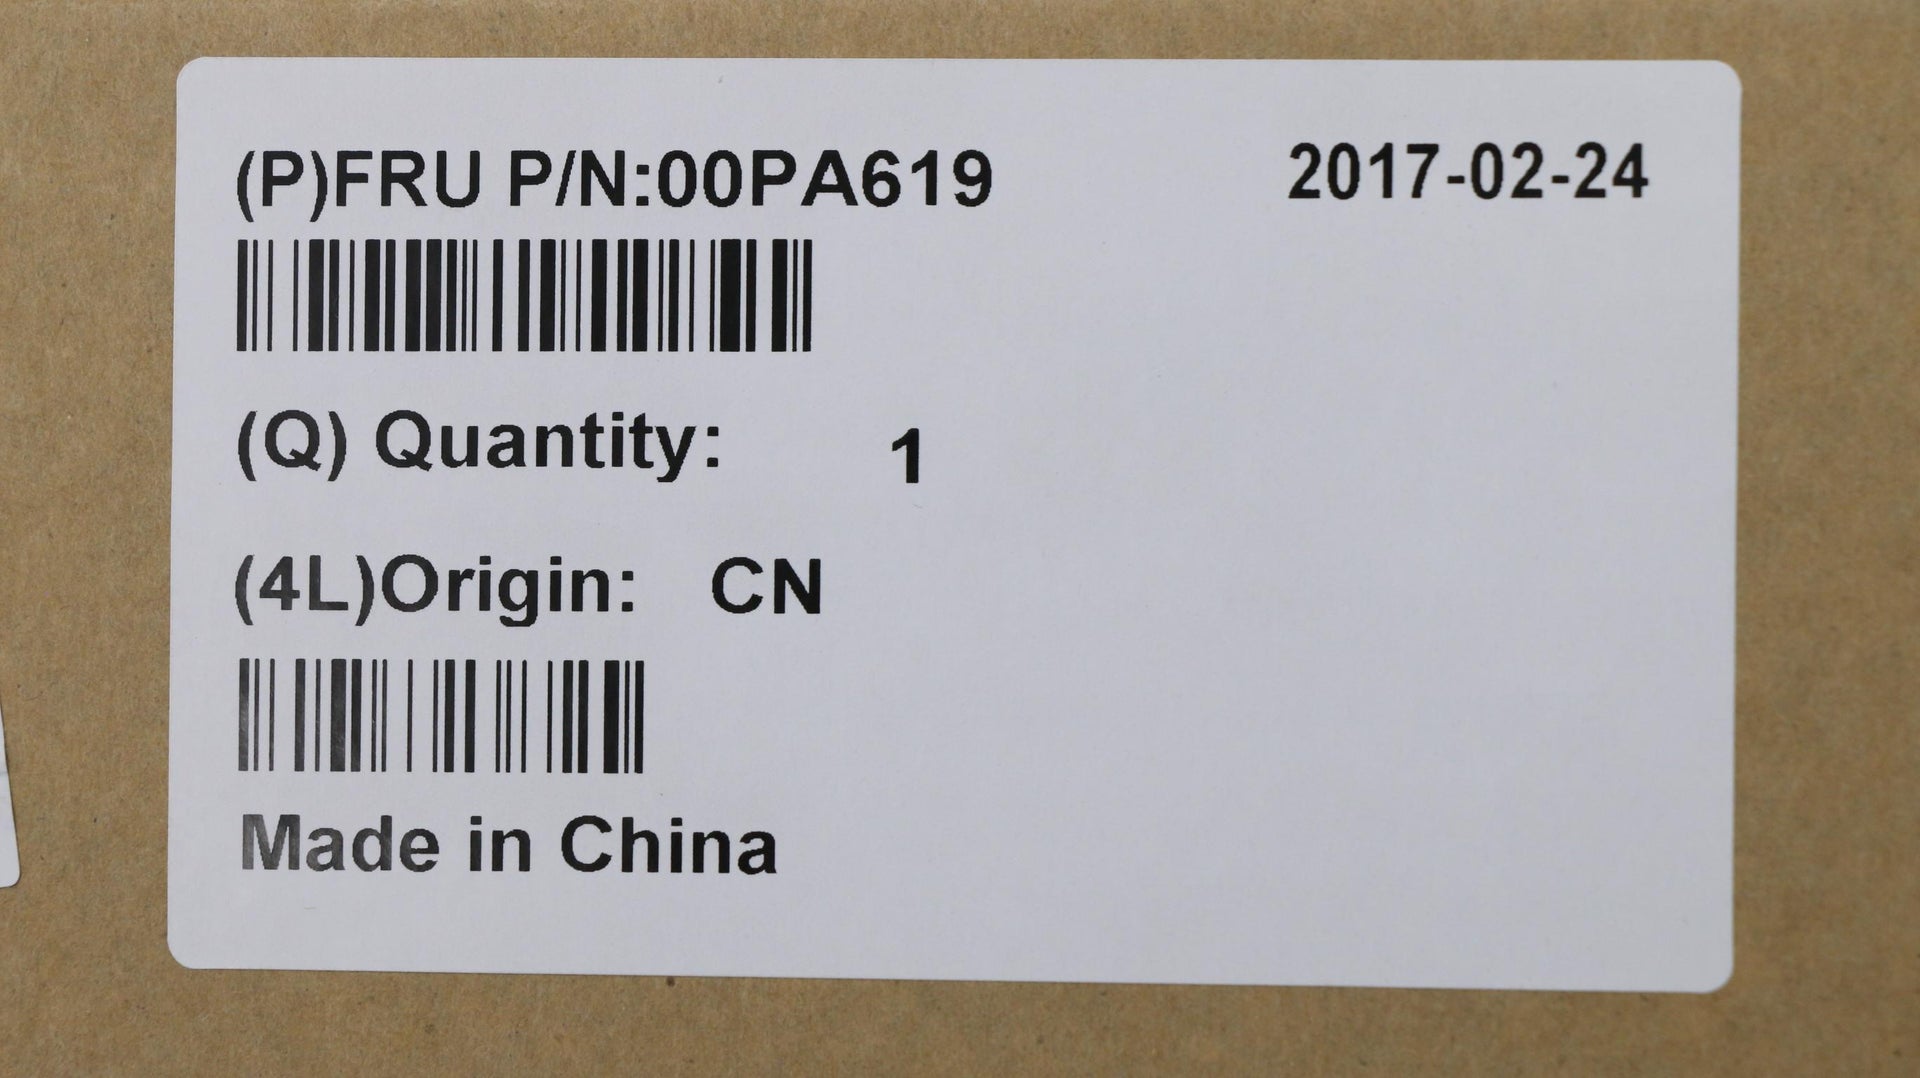 (P)FRU P/N:00PA619 2017-02-24
(Q) Quantity: 1
(4L)Origin: CN
Made in China